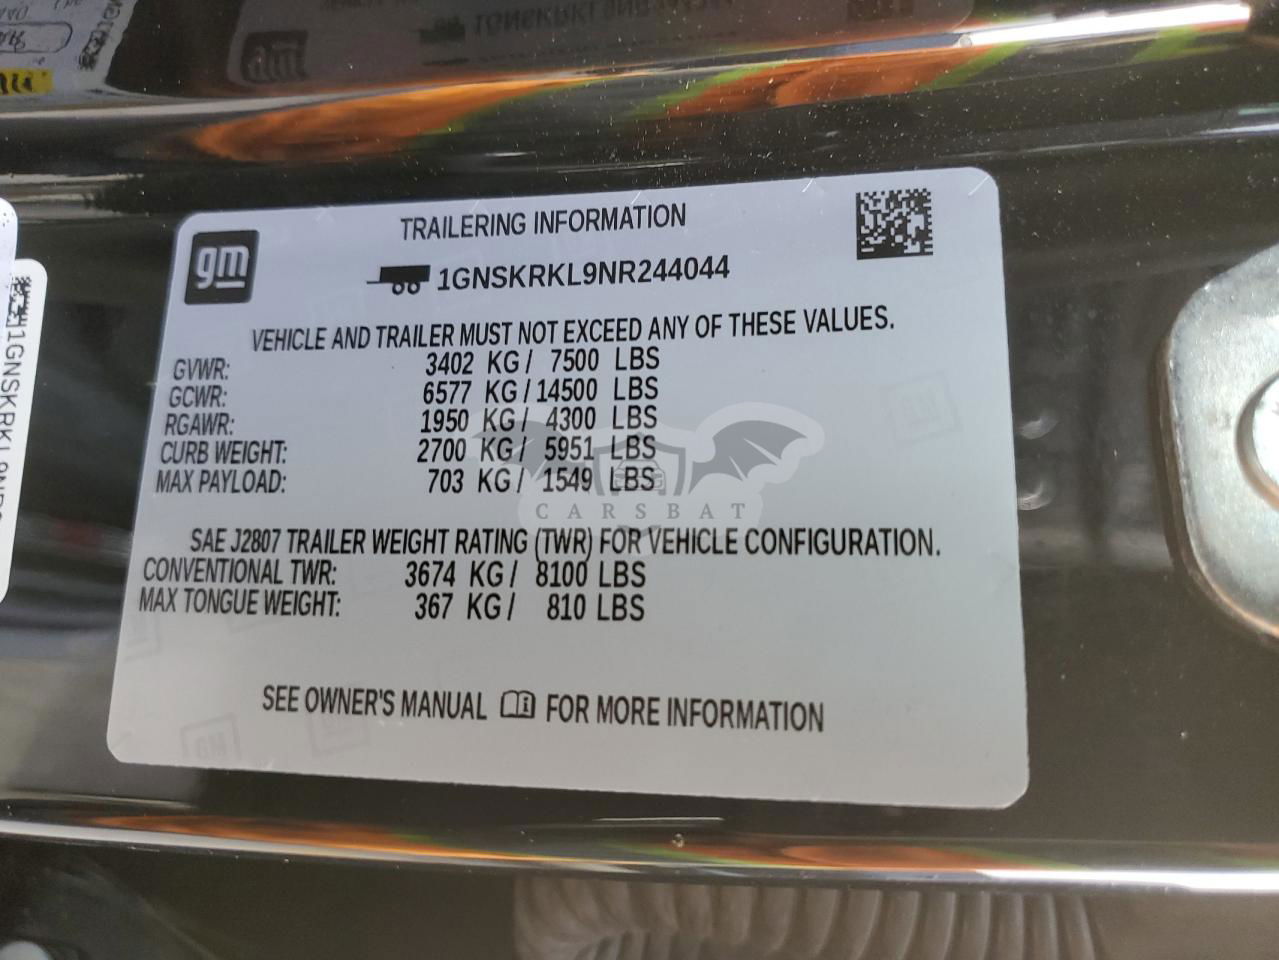 gm
TRAILERING INFORMATION
1GNSKRKL9NR244044
VEHICLE AND TRAILER MUST NOT EXCEED ANY OF THESE VALUES.
GVWR: 3402 KG / 7500 LBS
GCWR: 6577 KG / 14500 LBS
RGAWR: 1950 KG / 4300 LBS
CURB WEIGHT: 2700 KG / 5951 LBS
MAX PAYLOAD: 703 KG / 1549 LBS
CARSBAT
SAE J2807 TRAILER WEIGHT RATING (TWR) FOR VEHICLE CONFIGURATION.
CONVENTIONAL TWR: 3674 KG / 8100 LBS
MAX TONGUE WEIGHT: 367 KG / 810 LBS
SEE OWNER'S MANUAL FOR MORE INFORMATION